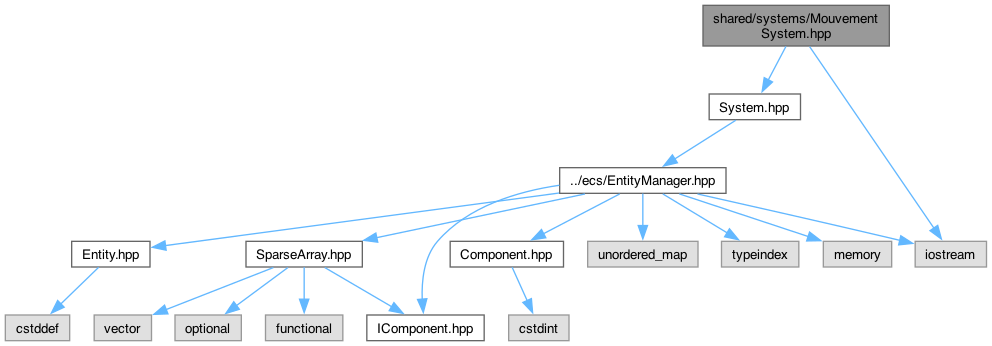 shared/systems/Mouvement
System.hpp
System.hpp
../ecs/EntityManager.hpp
Entity.hpp
SparseArray.hpp
Component.hpp
unordered_map
typeindex
memory
iostream
cstddef
vector
optional
functional
IComponent.hpp
cstdint